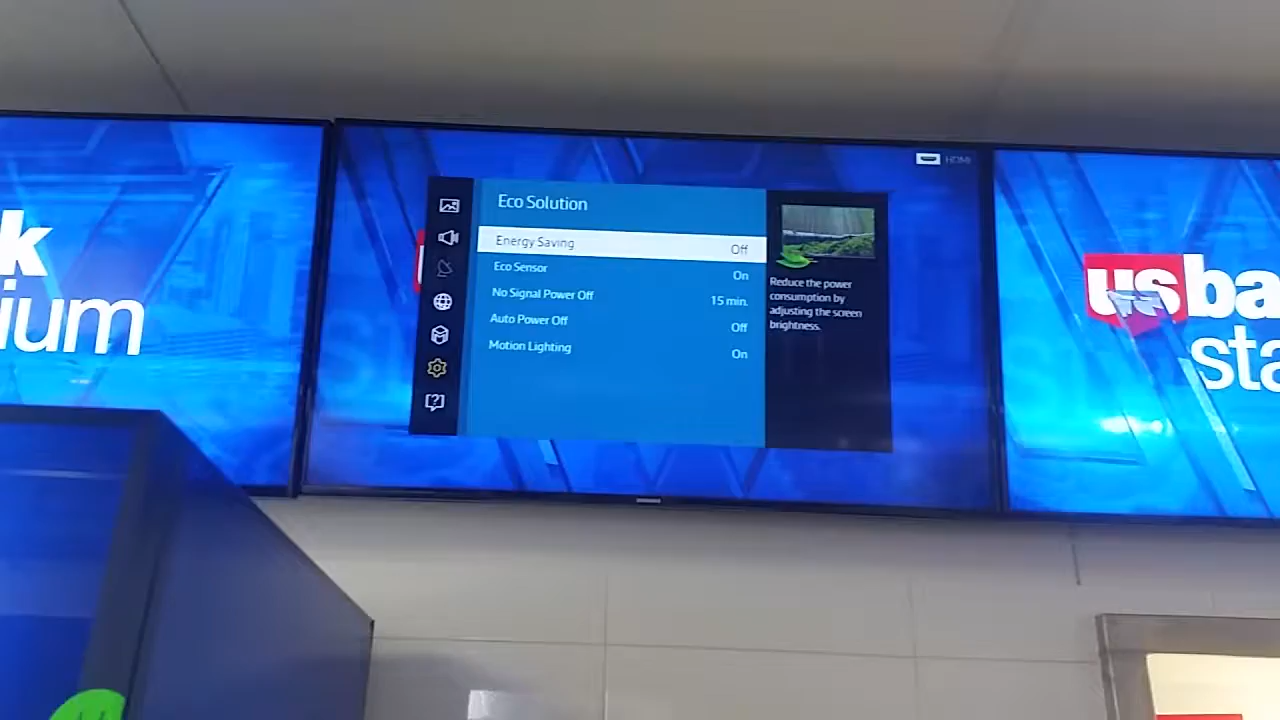 HDMI
k
ium
Eco Solution
Energy Saving Off
Eco Sensor On
No Signal Power Off 15 min.
Auto Power Off Off
Motion Lighting On
Reduce the power
consumption by
adjusting the screen
brightness.
usba
sta